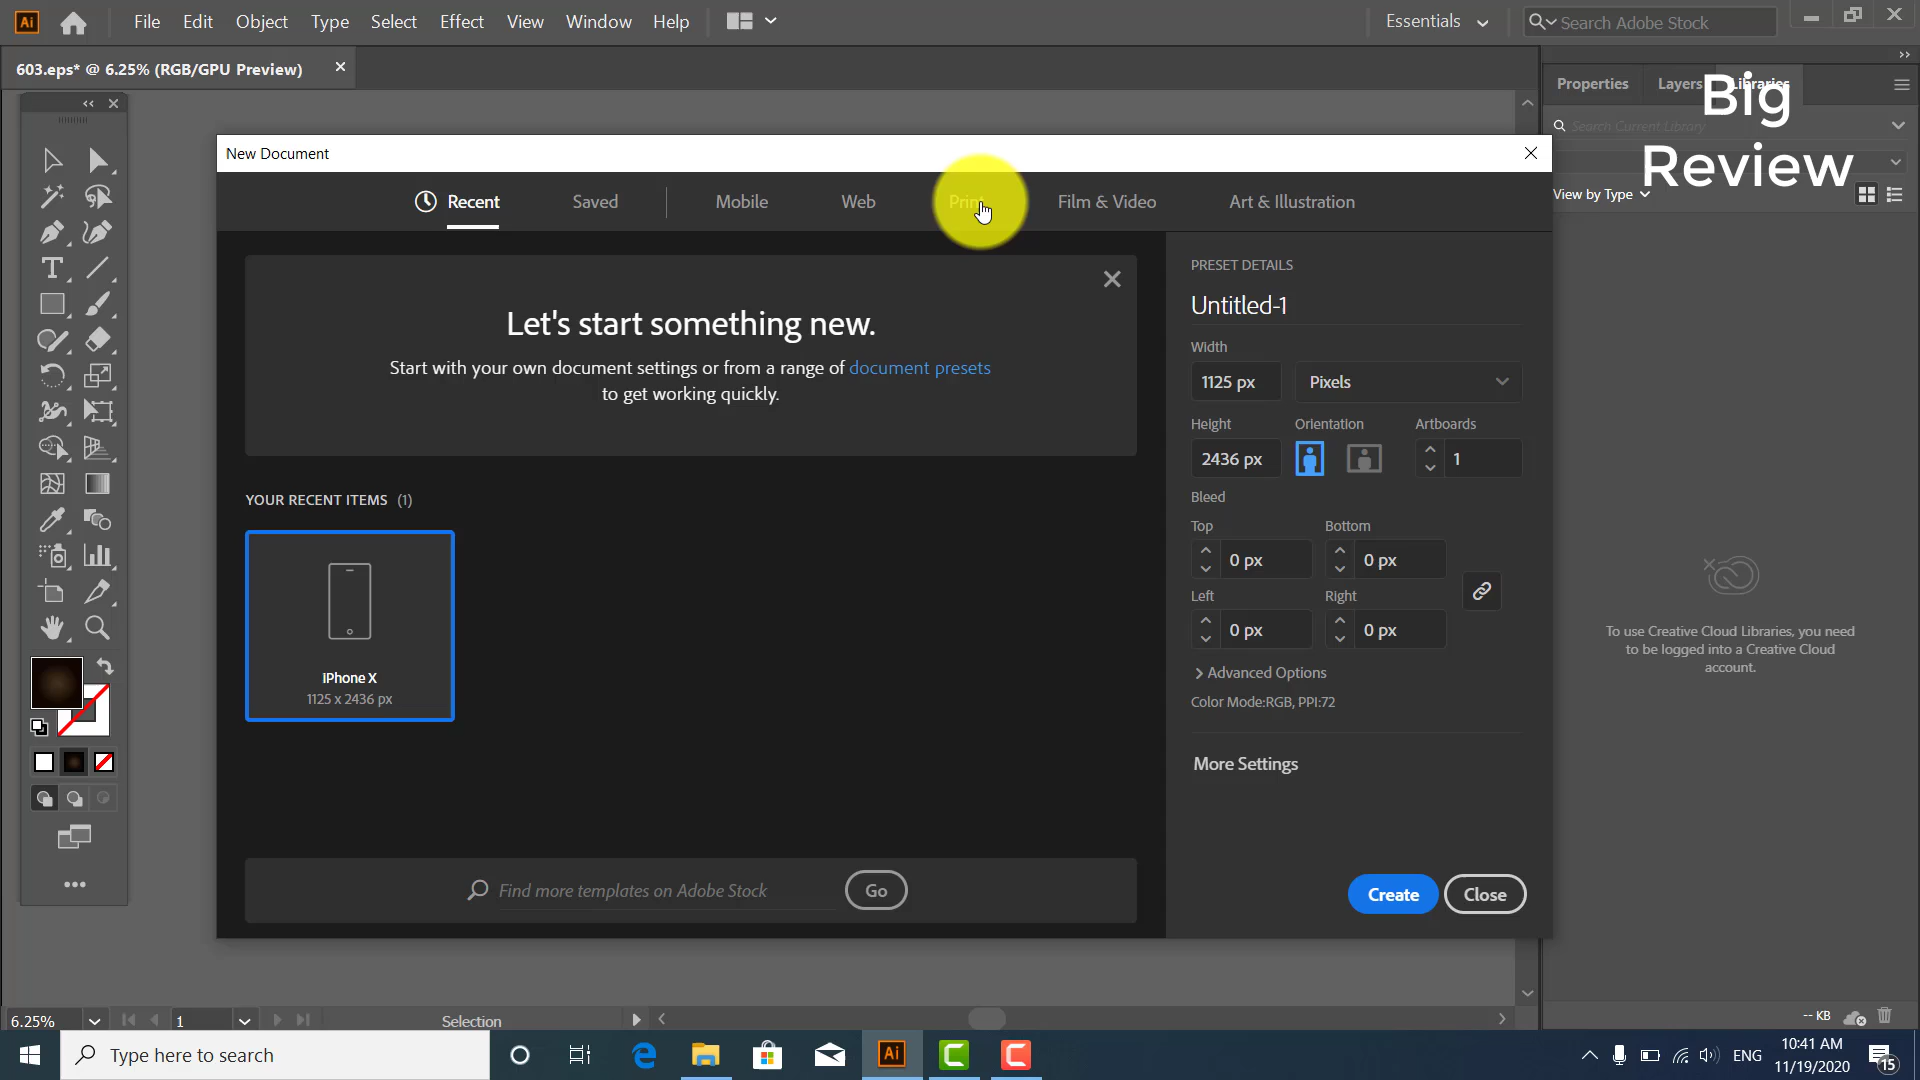 Ai File Edit Object Type Select Effect View Window Help Essentials Search Adobe Stock
603.eps* @ 6.25% (RGB/GPU Preview)
Properties Layers Libraries
Search Current Library
Big
Review
View by Type
New Document
Recent Saved Mobile Web Print Film & Video Art & Illustration
Let's start something new.
Start with your own document settings or from a range of document presets
to get working quickly.
YOUR RECENT ITEMS (1)
iPhone X
1125 x 2436 px
Find more templates on Adobe Stock Go
PRESET DETAILS
Untitled-1
Width
1125 px Pixels
Height Orientation Artboards
2436 px 1
Bleed
Top Bottom
0 px 0 px
Left Right
0 px 0 px
Advanced Options
Color Mode:RGB, PPI:72
More Settings
Create Close
To use Creative Cloud Libraries, you need
to be logged into a Creative Cloud
account.
-- KB
6.25% 1 Selection
Type here to search
Ai
ENG
10:41 AM
11/19/2020
15